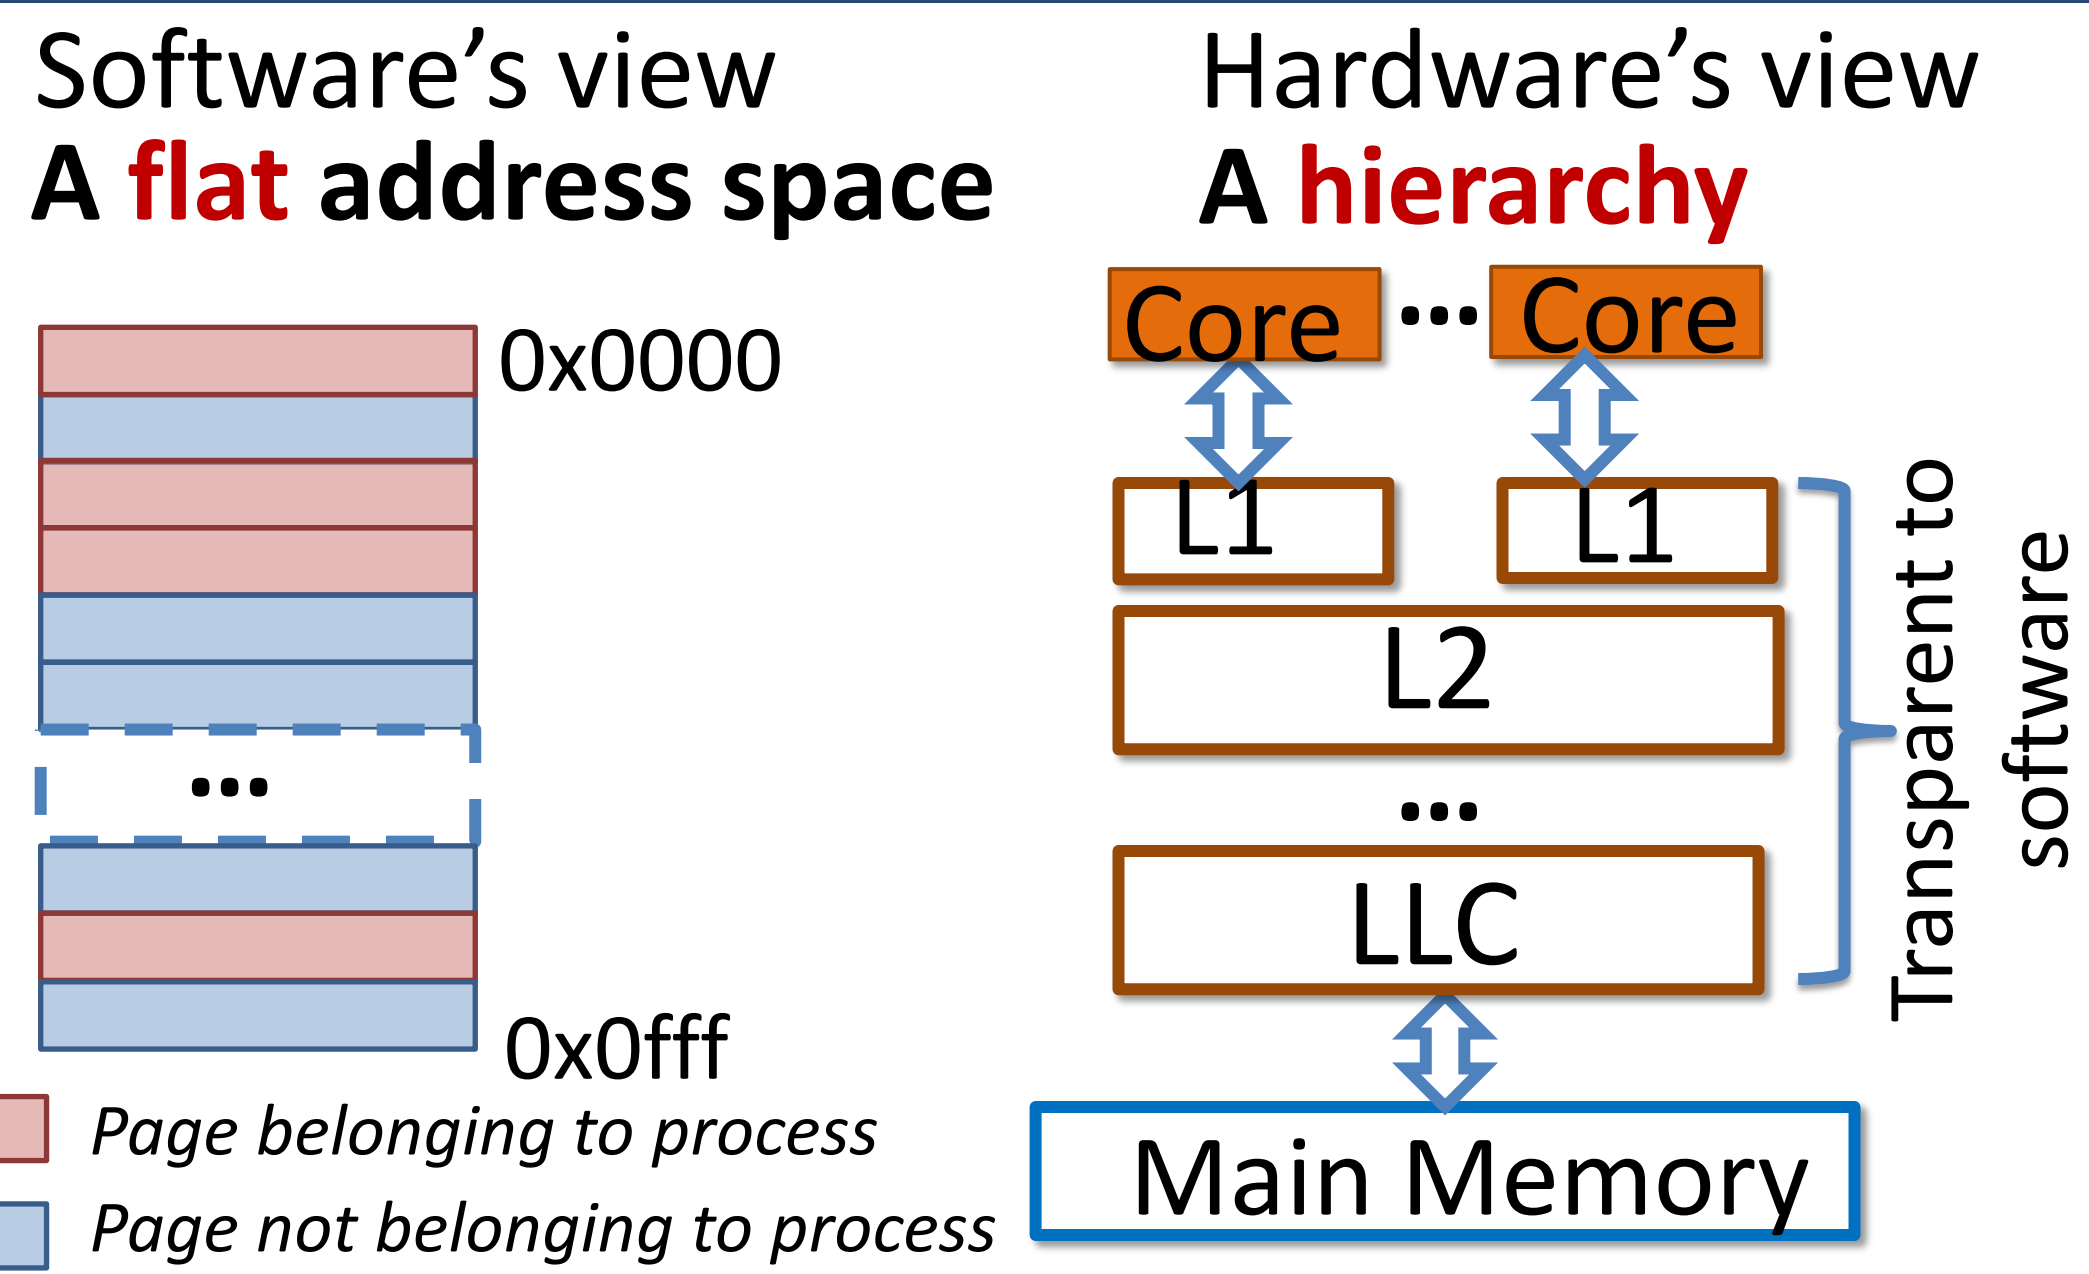 Software’s view
A flat address space
0x0000
...
0x0fff
Page belonging to process
Page not belonging to process
Hardware’s view
A hierarchy
Core ... Core
L1 L1
L2
...
LLC
Main Memory
Transparent to
software